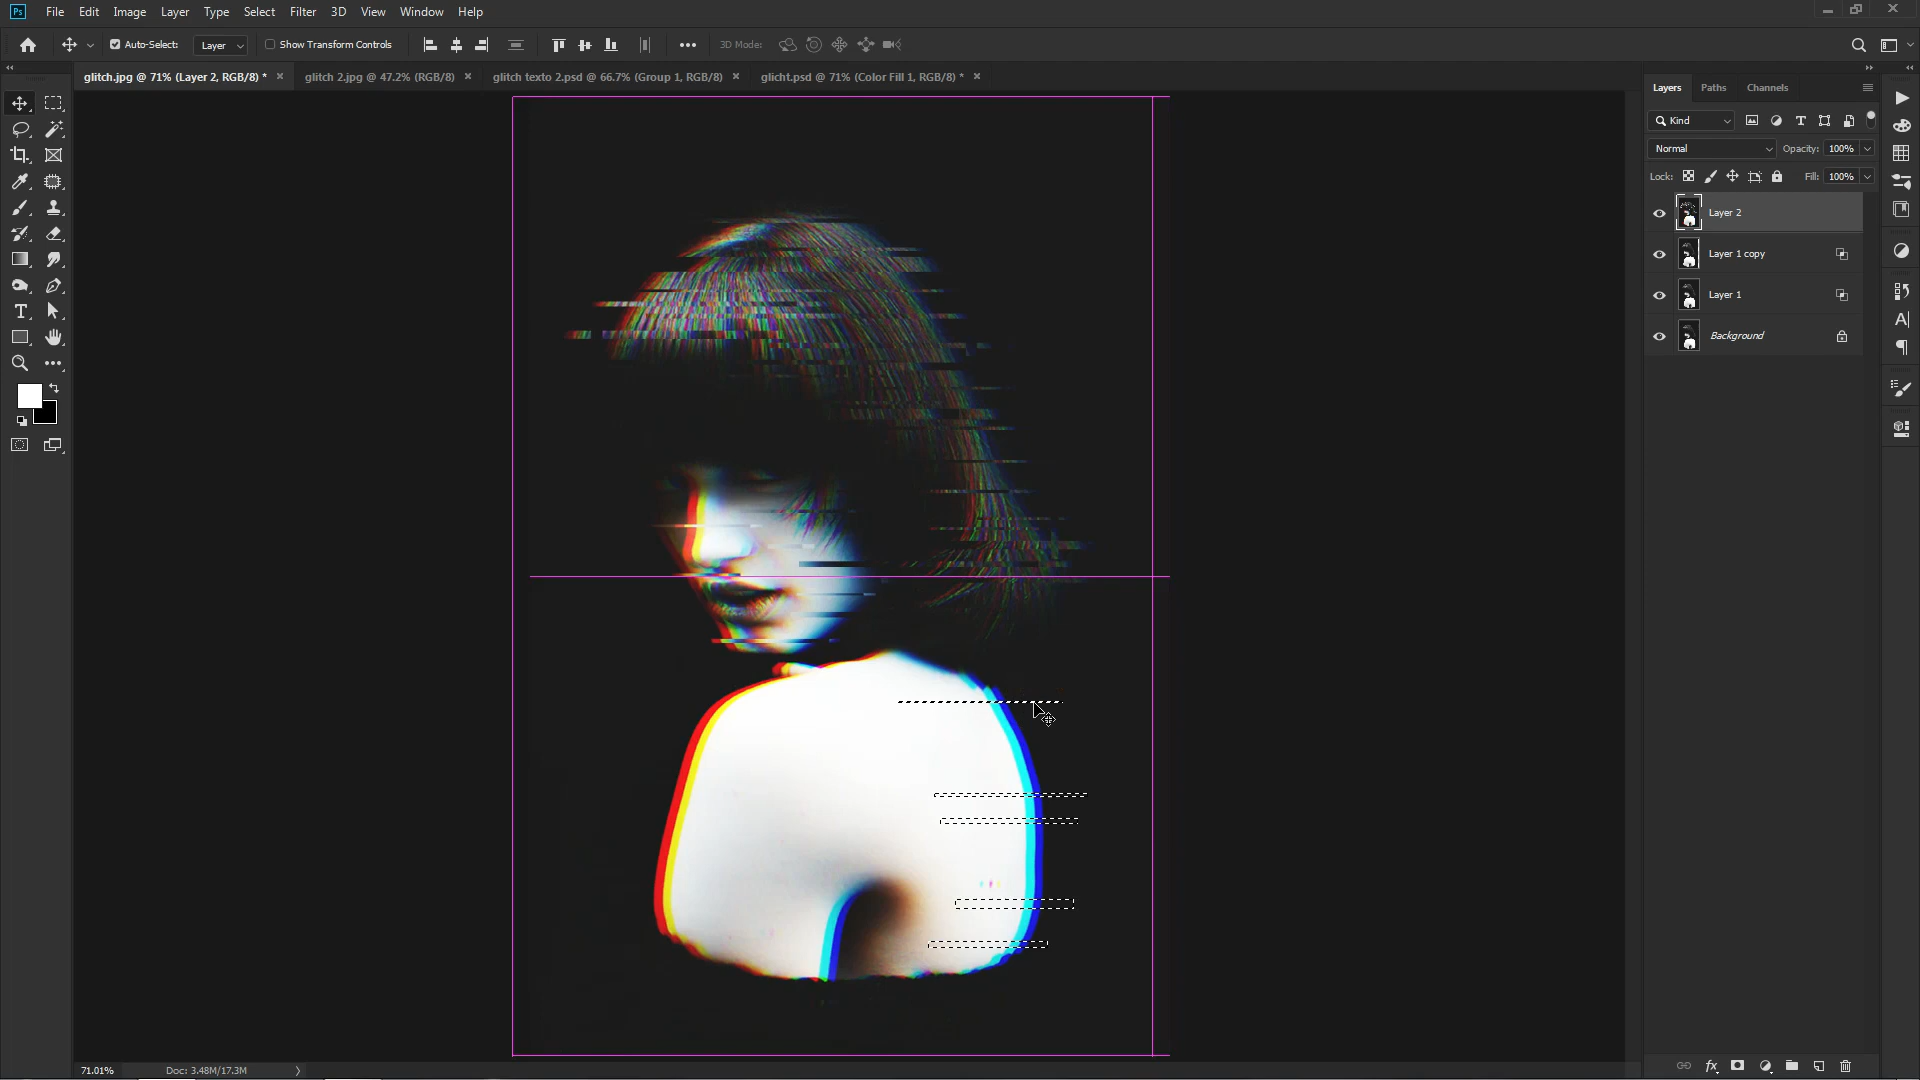 Ps File Edit Image Layer Type Select Filter 3D View Window Help
Auto-Select: Layer Show Transform Controls 3D Mode:
glitch.jpg @ 71% (Layer 2, RGB/8) * glitch 2.jpg @ 47.2% (RGB/8) glitch texto 2.psd @ 66.7% (Group 1, RGB/8) glicht.psd @ 71% (Color Fill 1, RGB/8) *
Layers Paths Channels
Kind
Normal Opacity: 100%
Lock: Fill: 100%
Layer 2
Layer 1 copy
Layer 1
Background
71.01% Doc: 3.48M/17.3M